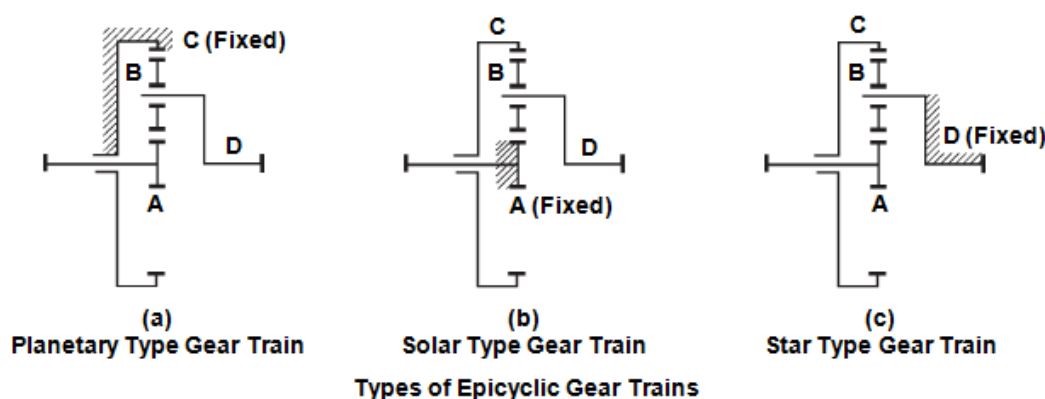 C (Fixed)
B
D
A
(a)
Planetary Type Gear Train
C
B
D
A (Fixed)
(b)
Solar Type Gear Train
C
B
D (Fixed)
A
(c)
Star Type Gear Train
Types of Epicyclic Gear Trains